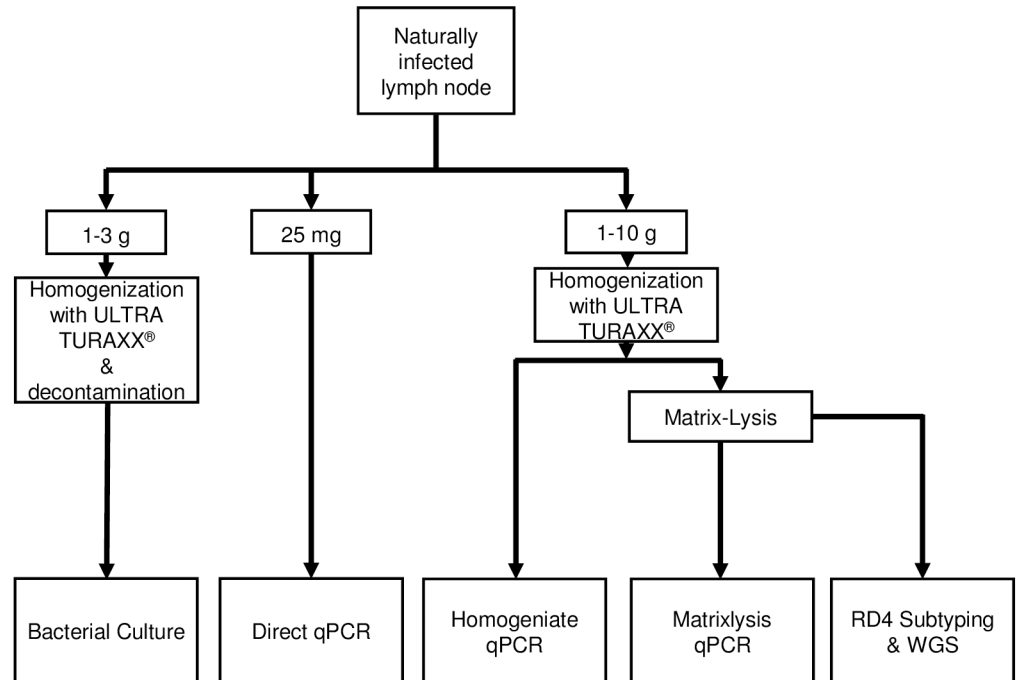 Naturally
infected
lymph node
1-3 g
25 mg
1-10 g
Homogenization
with ULTRA
TURAXX®
&
decontamination
Homogenization
with ULTRA
TURAXX®
Matrix-Lysis
Bacterial Culture
Direct qPCR
Homogeniate
qPCR
Matrixlysis
qPCR
RD4 Subtyping
& WGS